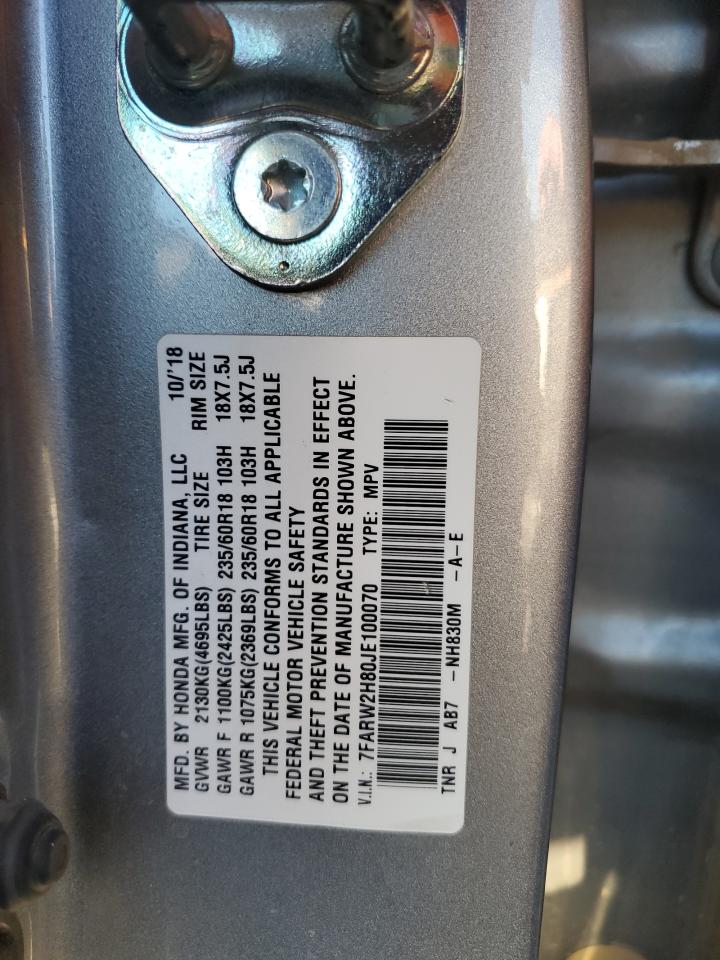 MFD. BY HONDA MFG. OF INDIANA, LLC 10/'18
GVWR 2130KG(4695LBS) TIRE SIZE RIM SIZE
GAWR F 1100KG(2425LBS) 235/60R18 103H 18X7.5J
GAWR R 1075KG(2369LBS) 235/60R18 103H 18X7.5J
THIS VEHICLE CONFORMS TO ALL APPLICABLE
FEDERAL MOTOR VEHICLE SAFETY
AND THEFT PREVENTION STANDARDS IN EFFECT
ON THE DATE OF MANUFACTURE SHOWN ABOVE.
V.I.N.: 7FARW2H80JE100070 TYPE: MPV
TNR J AB7 -NH830M -A-E